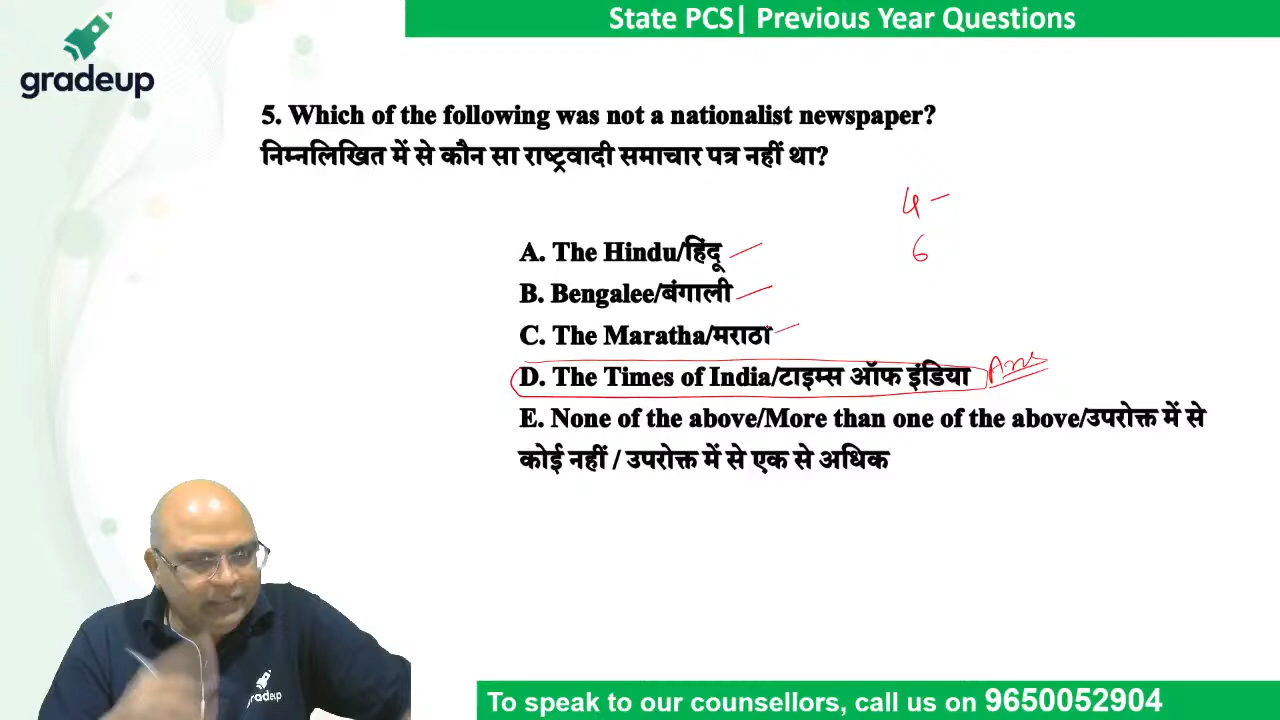 State PCS| Previous Year Questions
gradeup
5. Which of the following was not a nationalist newspaper?
निम्नलिखित में से कौन सा राष्ट्रवादी समाचार पत्र नहीं था?
4 –
6
A. The Hindu/हिंदू
B. Bengalee/बंगाली
C. The Maratha/मराठा
D. The Times of India/टाइम्स ऑफ इंडिया Ans
E. None of the above/More than one of the above/उपरोक्त में से
कोई नहीं / उपरोक्त में से एक से अधिक
gradeup
To speak to our counsellors, call us on 9650052904